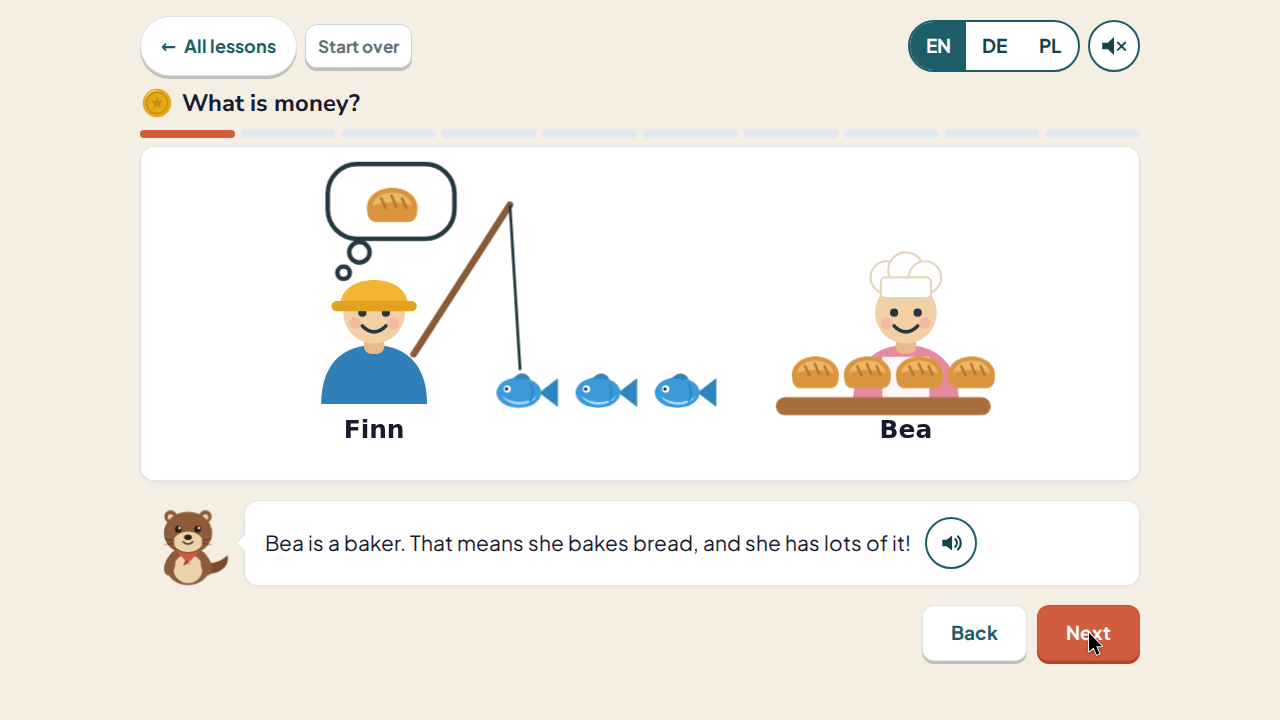 ← All lessons
Start over
EN DE PL
What is money?
Finn
Bea
Bea is a baker. That means she bakes bread, and she has lots of it!
Back
Next